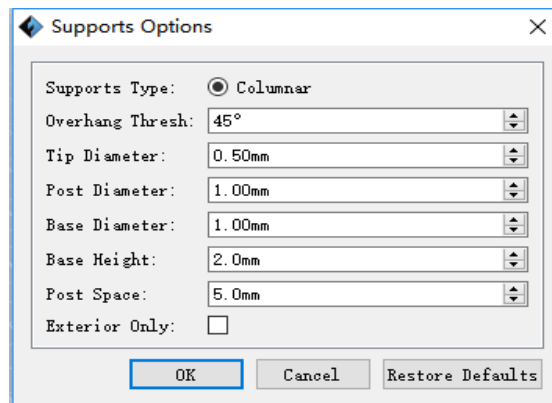 Supports Options
Supports Type: Columnar
Overhang Thresh: 45°
Tip Diameter: 0.50mm
Post Diameter: 1.00mm
Base Diameter: 1.00mm
Base Height: 2.0mm
Post Space: 5.0mm
Exterior Only:
OK Cancel Restore Defaults